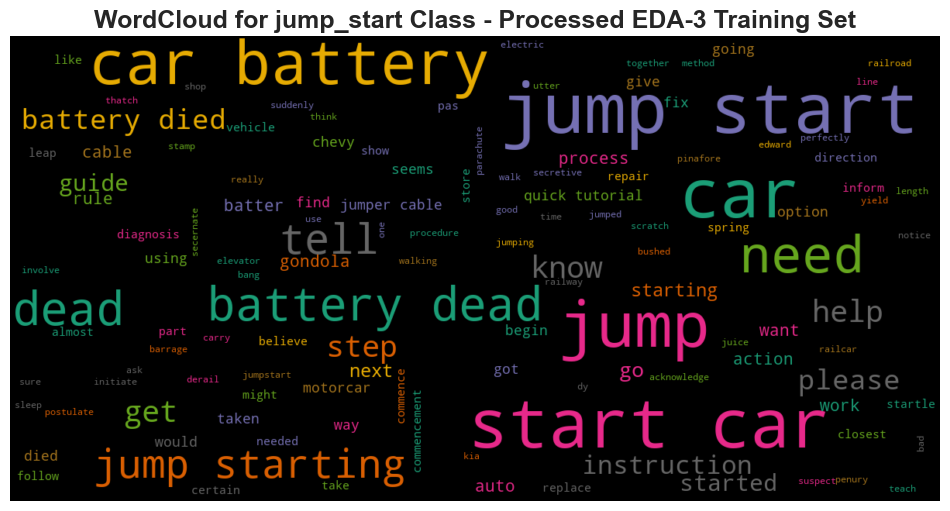 WordCloud for jump_start Class - Processed EDA-3 Training Set
like
car battery
electric
going
together method
railroad
shop
thatch
suddenly
pas
give
utter
line
jump start
battery died
vehicle
think
fix
stamp
chevy
show
parachute
edward
perfectly
leap
cable
seems
process
pinafore
direction
guide
really
store
walk
secretive
repair
inform
length
rule
quick tutorial
car
yield
batter
find
jumper cable
good
time
jumped
option
use
one
scratch
spring
secernate
diagnosis
tell
procedure
jumping
bushed
need
notice
using
elevator
gondola
walking
know
involve
bang
railway
starting
dead
battery dead
jump
help
almost
part
carry
believe
begin
want
juice
railcar
barrage
step
action
ask
next
got
go
acknowledge
please
sure
initiate
derail
jumpstart
motorcar
dy
sleep
postulate
get
might
commence
work
startle
taken
way
start car
closest
would
needed
commencement
bad
died
jump starting
kia
instruction
follow
certain
take
auto
replace
started
suspect
penury
teach